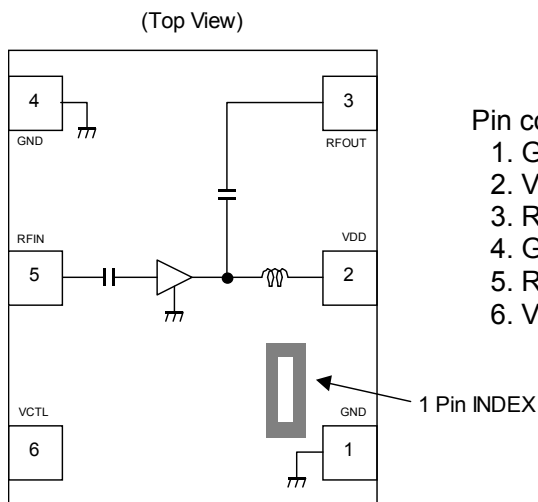 (Top View)
4
GND
3
RFOUT
Pin
1. G
2. V
3. R
4. G
5. R
6. V
RFIN
5
VDD
2
1 Pin INDEX
VCTL
6
GND
1